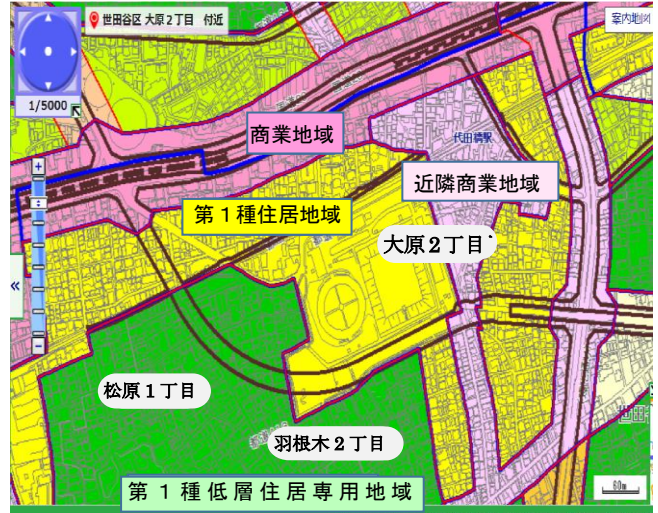 世田谷区 大原２丁目 付近
案内地図
1/5000
商業地域
代田橋駅
近隣商業地域
第１種住居地域
大原２丁目
松原１丁目
羽根木２丁目
第１種低層住居専用地域
60m